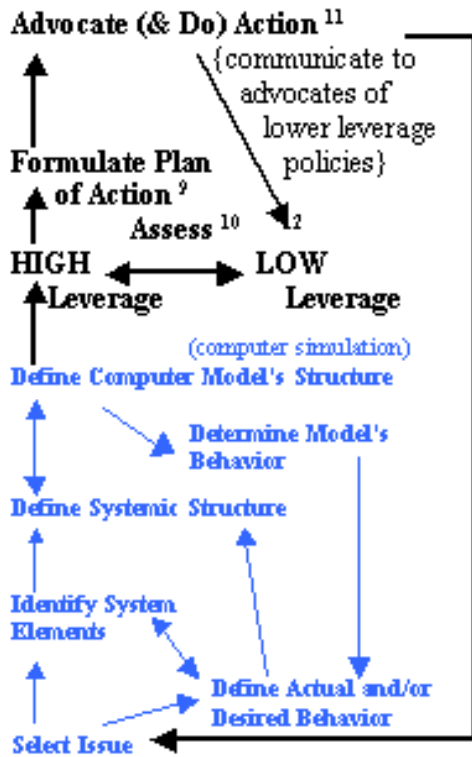 Advocate (& Do) Action 11
{communicate to
advocates of
lower leverage
policies}
Formulate Plan
of Action 9
Assess 10
12
HIGH
Leverage
LOW
Leverage
(computer simulation)
Define Computer Model's Structure
Determine Model's
Behavior
Define Systemic Structure
Identify System
Elements
Define Actual and/or
Desired Behavior
Select Issue